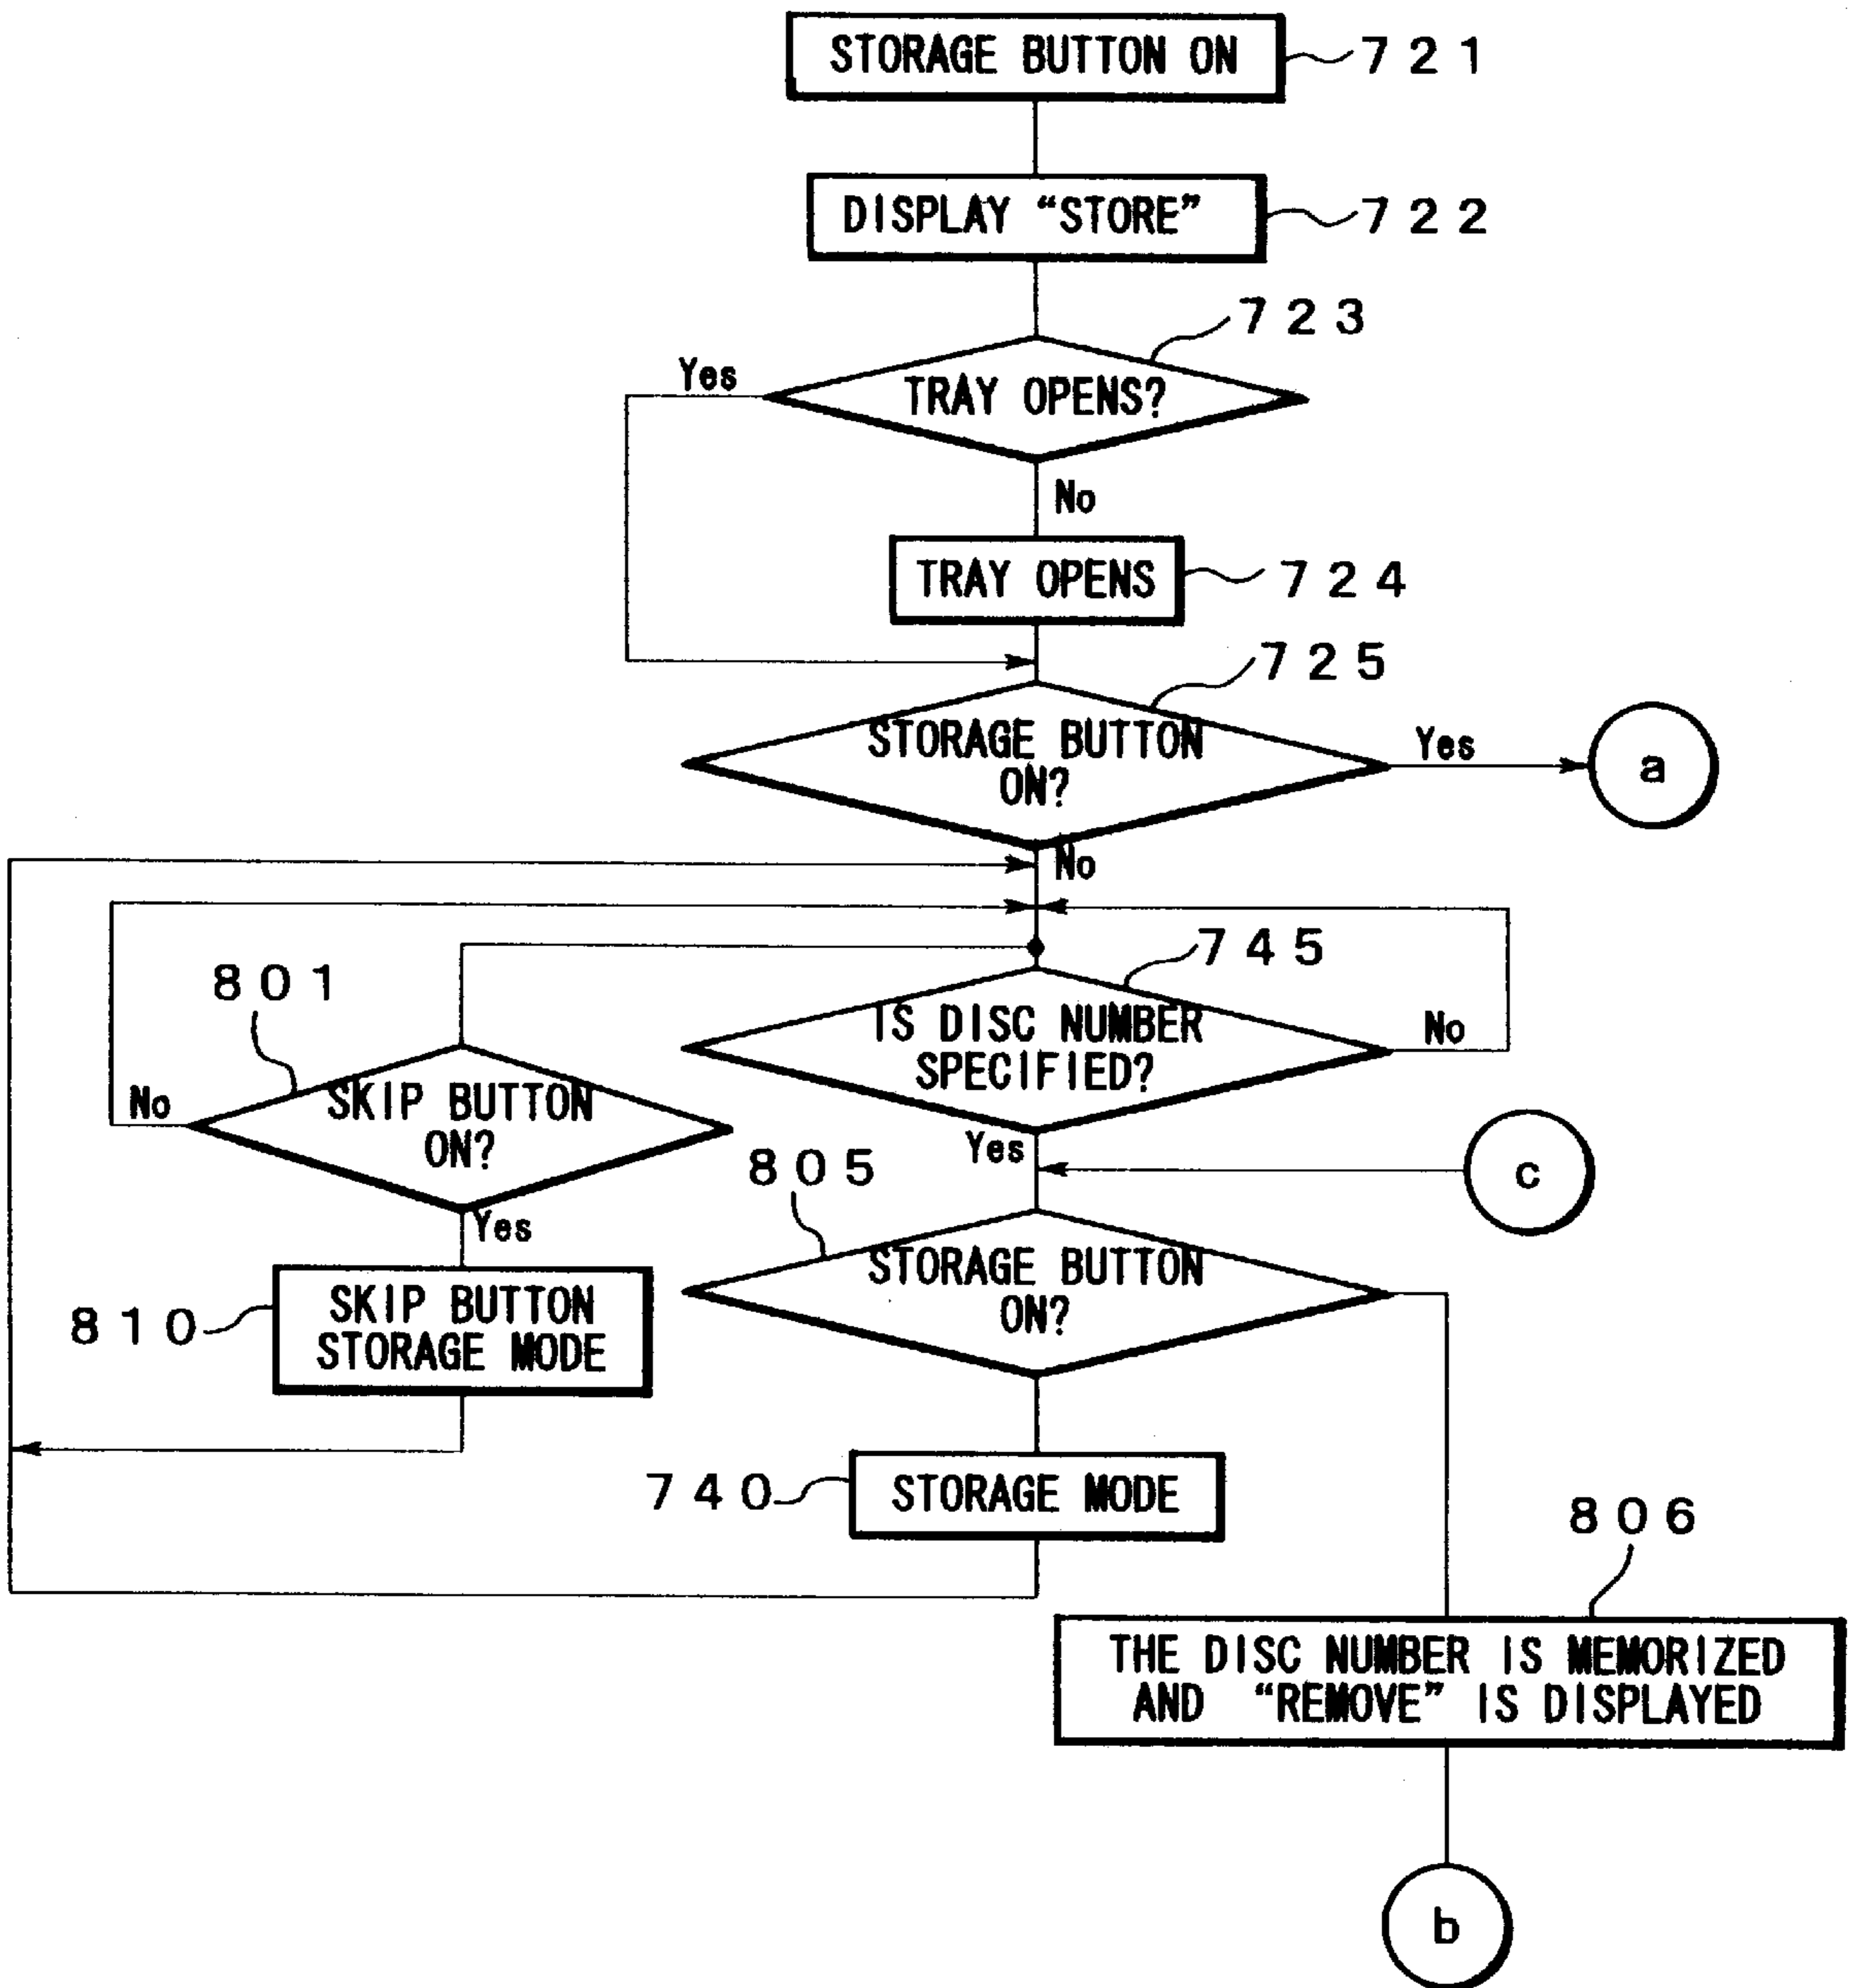 STORAGE BUTTON ON
721
DISPLAY “STORE”
722
723
Yes
TRAY OPENS?
No
TRAY OPENS
724
725
STORAGE BUTTON
ON?
Yes
a
No
745
801
IS DISC NUMBER
SPECIFIED?
No
SKIP BUTTON
ON?
No
Yes
c
805
Yes
STORAGE BUTTON
ON?
810
SKIP BUTTON
STORAGE MODE
740
STORAGE MODE
806
THE DISC NUMBER IS MEMORIZED
AND “REMOVE” IS DISPLAYED
b